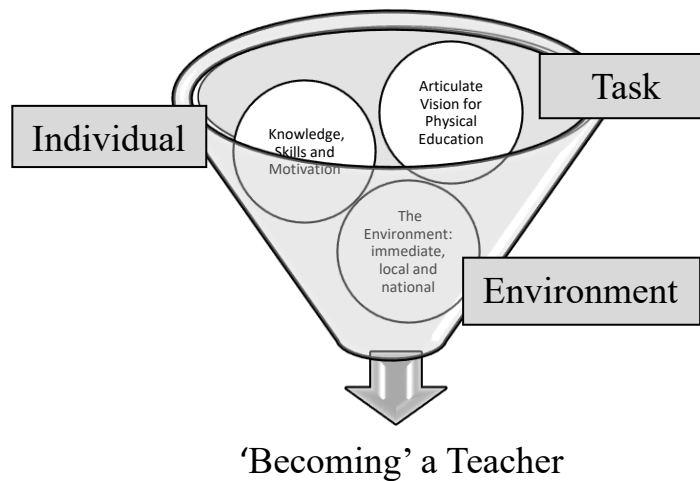 Articulate
Vision for
Physical
Education
Task
Individual
Knowledge,
Skills and
Motivation
The
Environment:
immediate,
local and
national
Environment
‘Becoming’ a Teacher